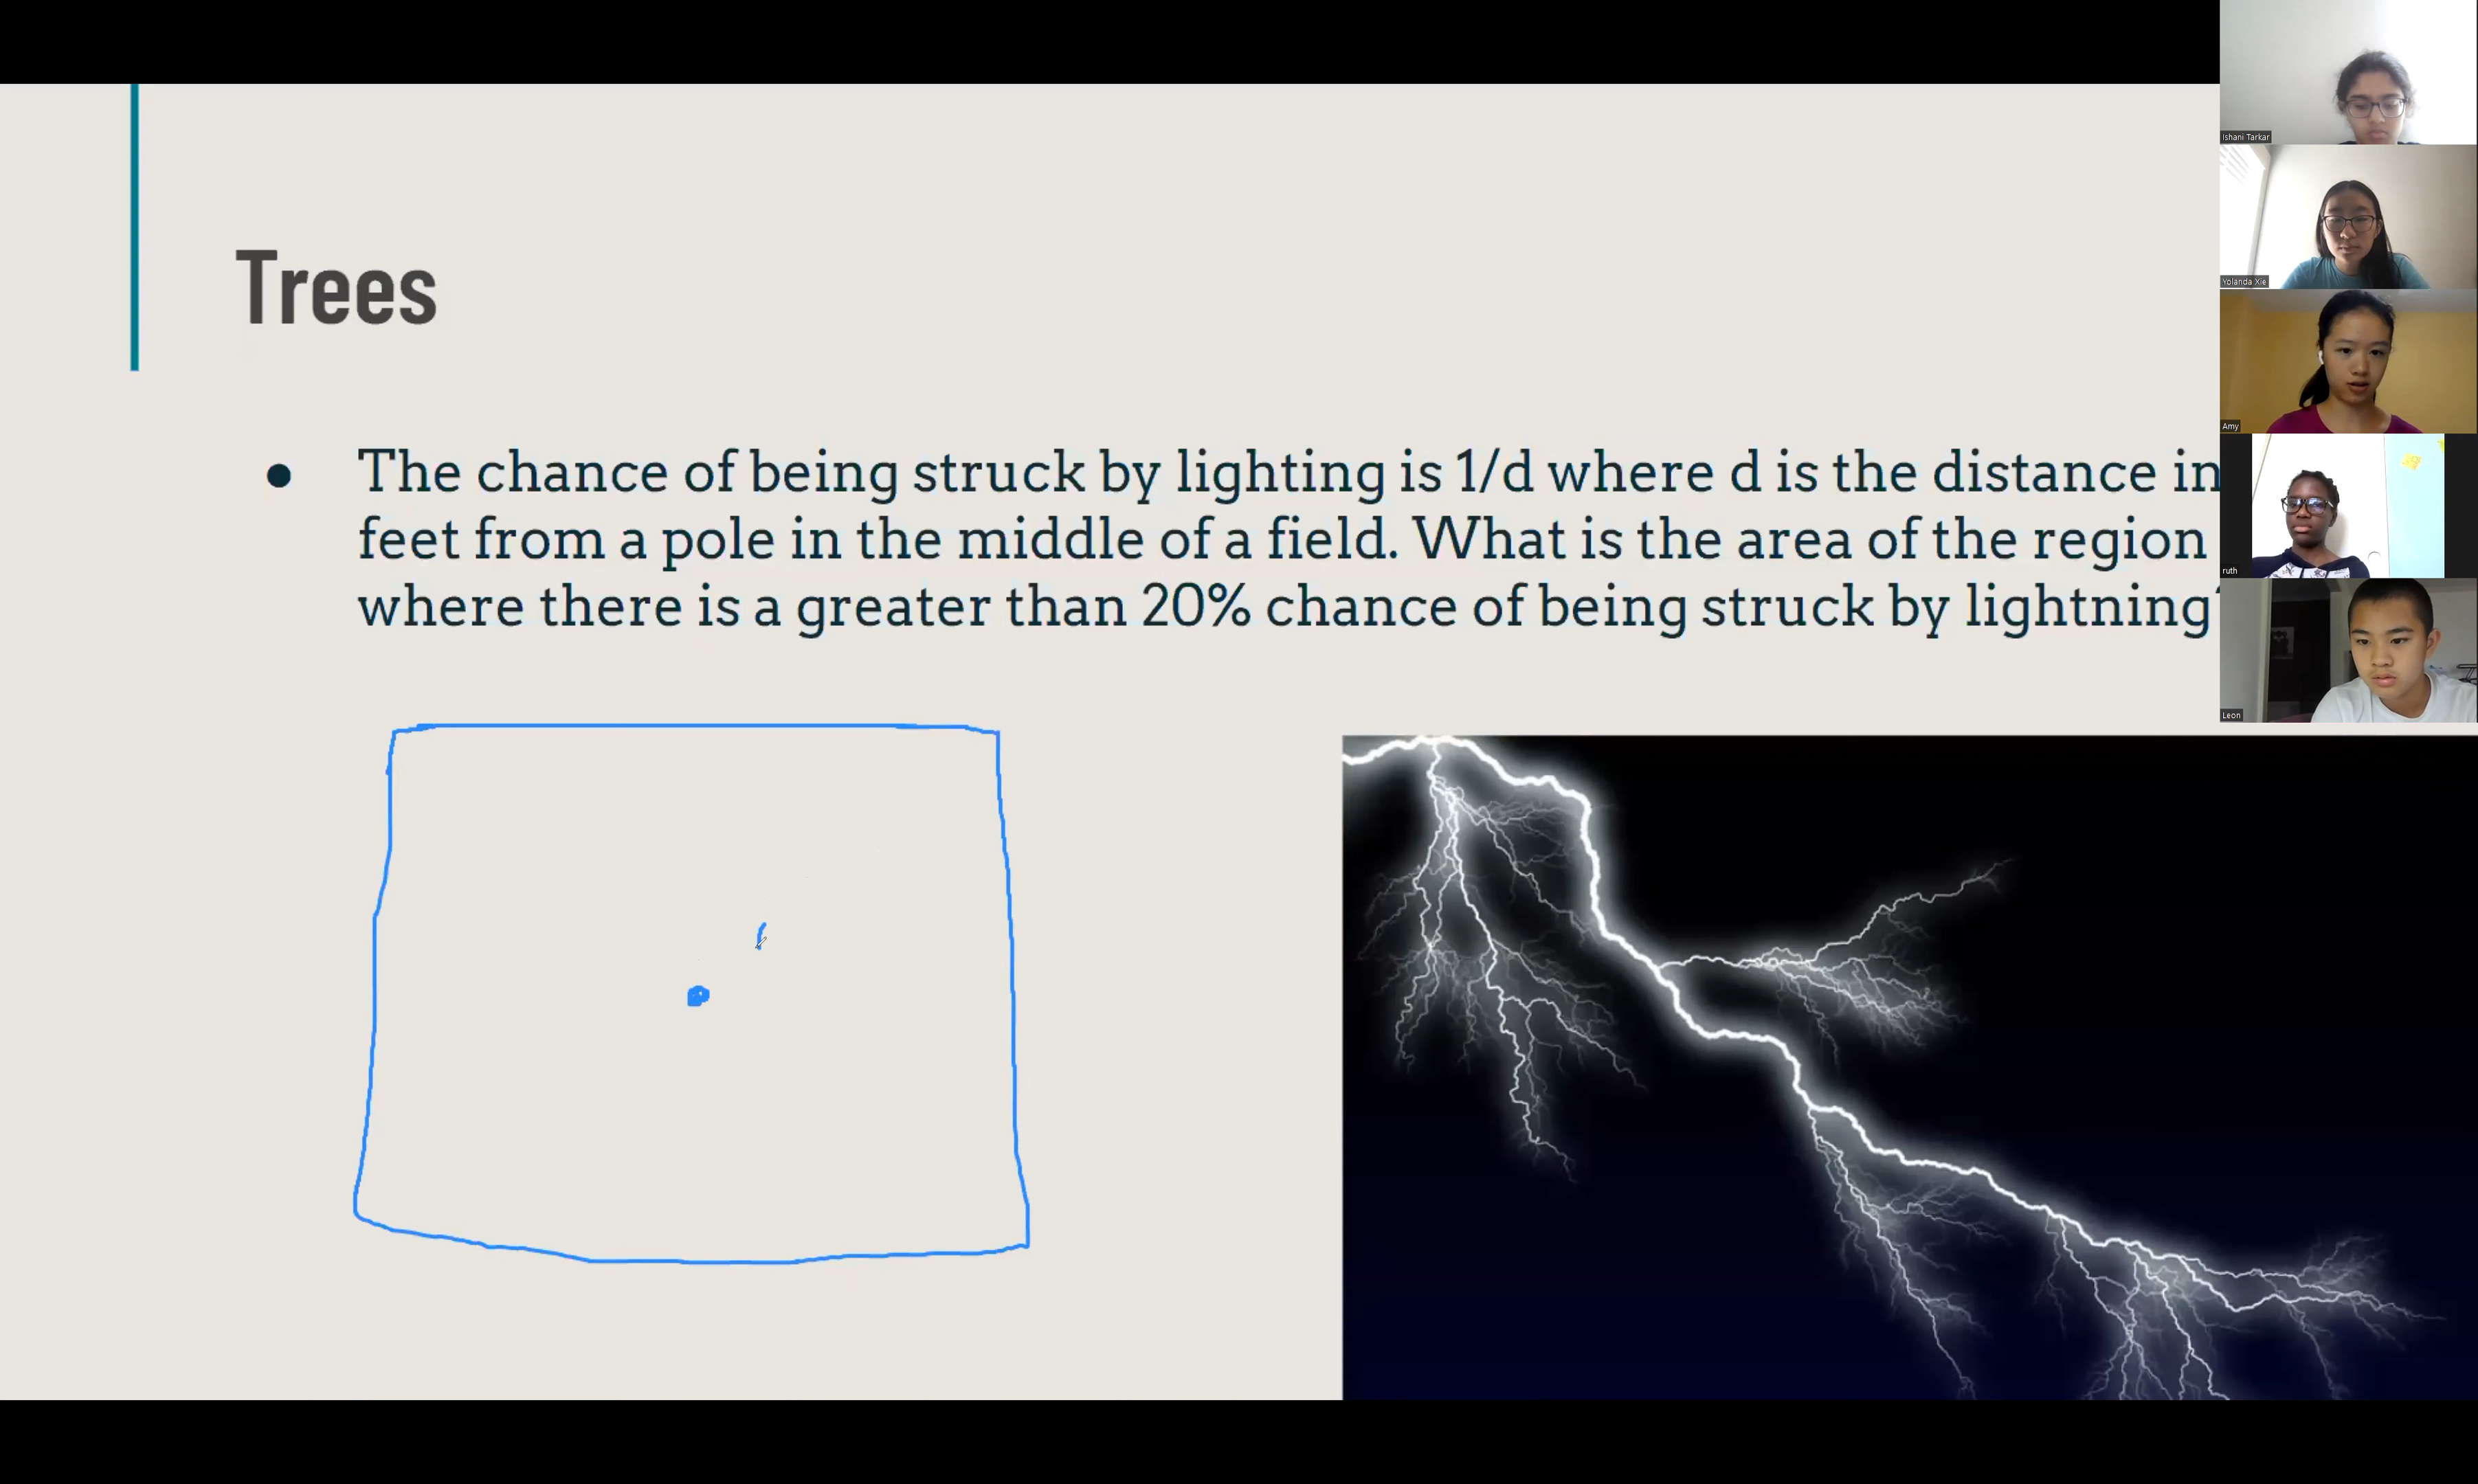 Trees
● The chance of being struck by lighting is 1/d where d is the distance in
feet from a pole in the middle of a field. What is the area of the region
where there is a greater than 20% chance of being struck by lightning?
Ishani Tarkar
Yolanda Xie
Amy
ruth
Leon